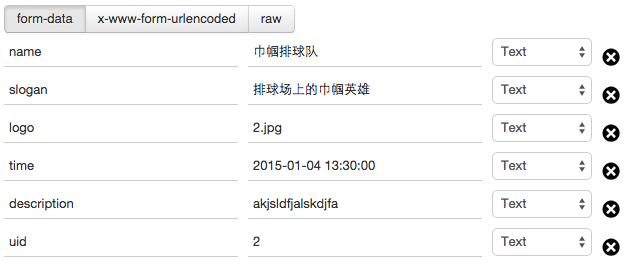 form-data x-www-form-urlencoded raw
name 巾帼排球队 Text
slogan 排球场上的巾帼英雄 Text
logo 2.jpg Text
time 2015-01-04 13:30:00 Text
description akjsldfjalskdjfa Text
uid 2 Text